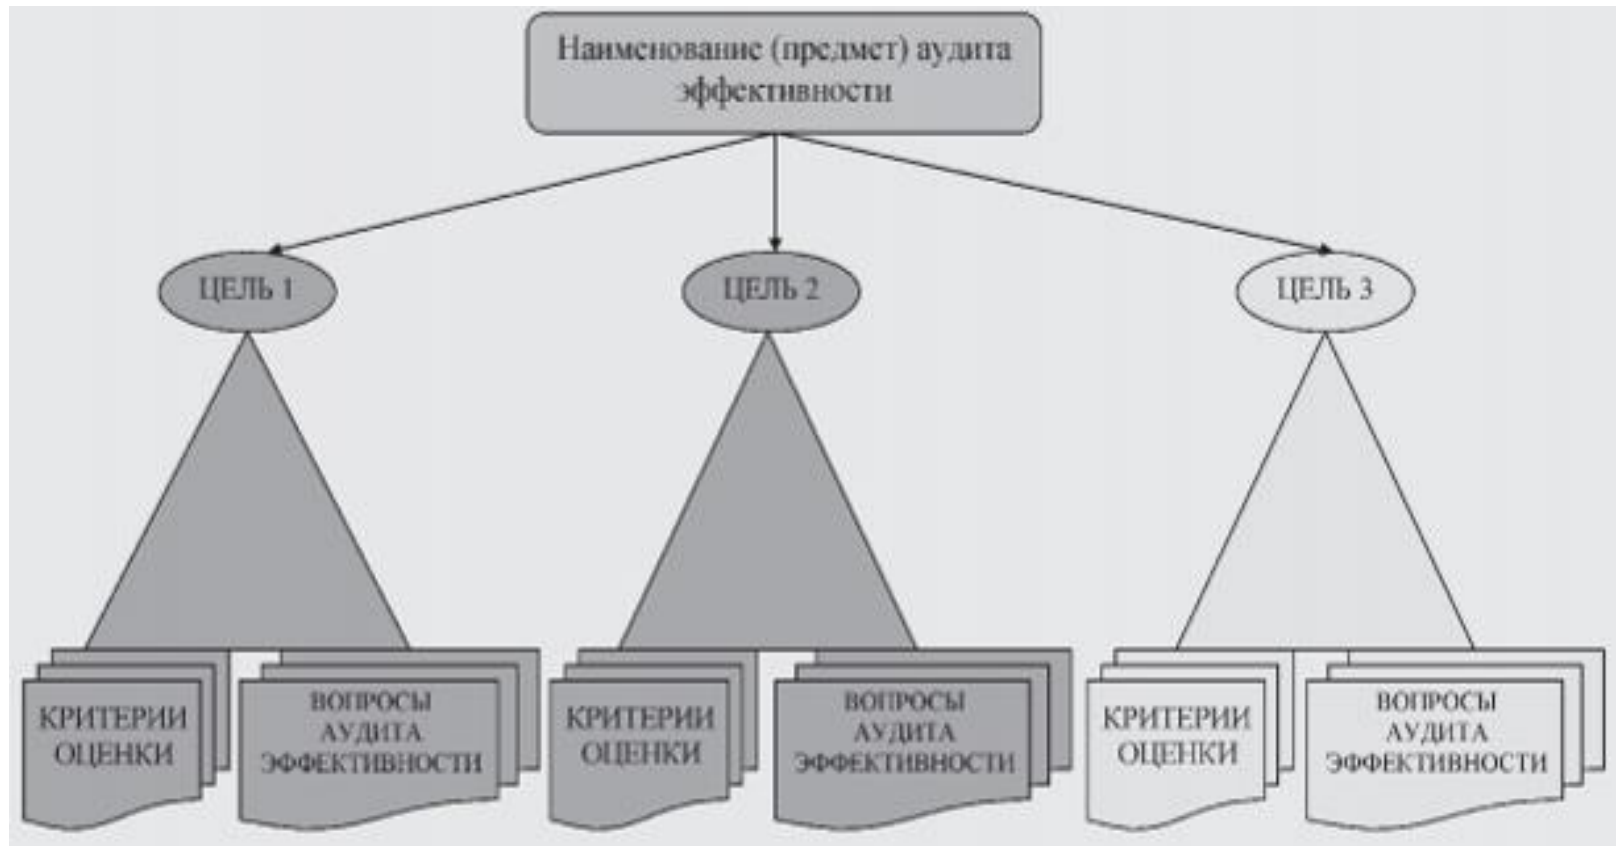 Наименование (предмет) аудита
эффективности
ЦЕЛЬ 1
ЦЕЛЬ 2
ЦЕЛЬ 3
КРИТЕРИИ
ОЦЕНКИ
ВОПРОСЫ
АУДИТА
ЭФФЕКТИВНОСТИ
КРИТЕРИИ
ОЦЕНКИ
ВОПРОСЫ
АУДИТА
ЭФФЕКТИВНОСТИ
КРИТЕРИИ
ОЦЕНКИ
ВОПРОСЫ
АУДИТА
ЭФФЕКТИВНОСТИ